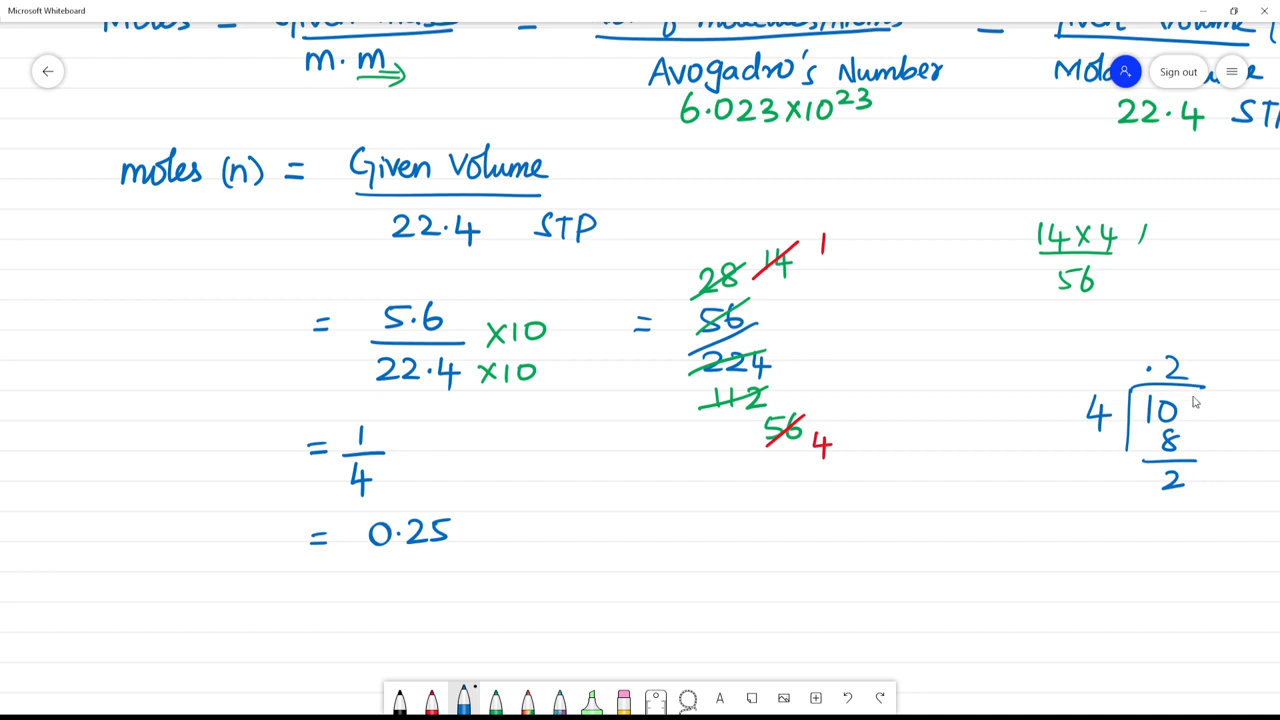 Microsoft Whiteboard
Moles = Given =
m.m
Avogadro's Number
6.023×10²³
22.4 STP
Sign out
moles (n) = Given Volume
22.4 STP
14×4
56
28 14 1
= 5.6 ×10 = 56
22.4 ×10 224
112
56 4
.2
4 10
8
2
= 1
4
= 0.25
A